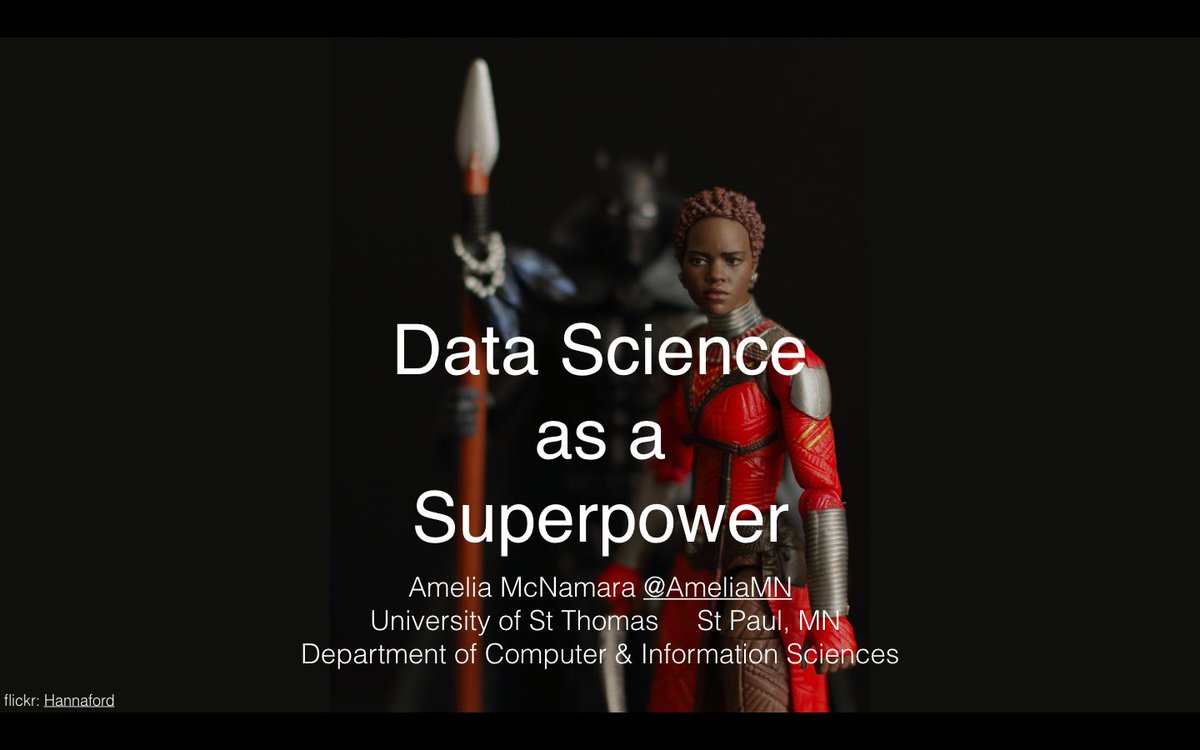 Data Science
as a
Superpower
Amelia McNamara @AmeliaMN
University of St Thomas St Paul, MN
Department of Computer & Information Sciences
flickr: Hannaford